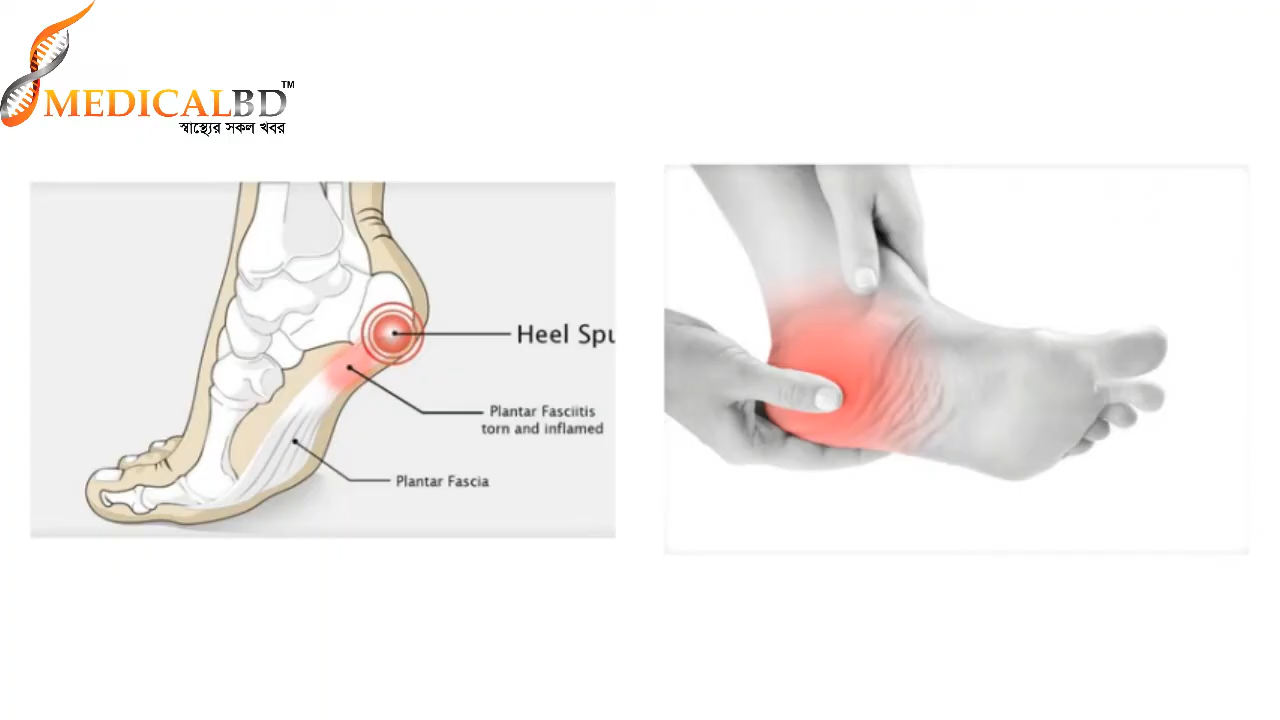 MEDICALBD™
স্বাস্থ্যের সকল খবর
Heel Spu
Plantar Fasciitis
torn and inflamed
Plantar Fascia